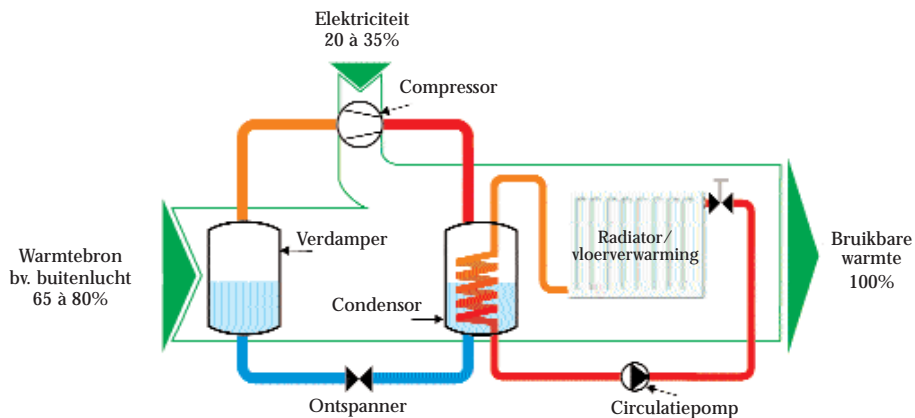 Elektriciteit
20 à 35%
Compressor
Verdamper
Radiator/
vloerverwarming
Warmtebron
bv. buitenlucht
65 à 80%
Bruikbare
warmte
100%
Condensor
Ontspanner
Circulatiepomp